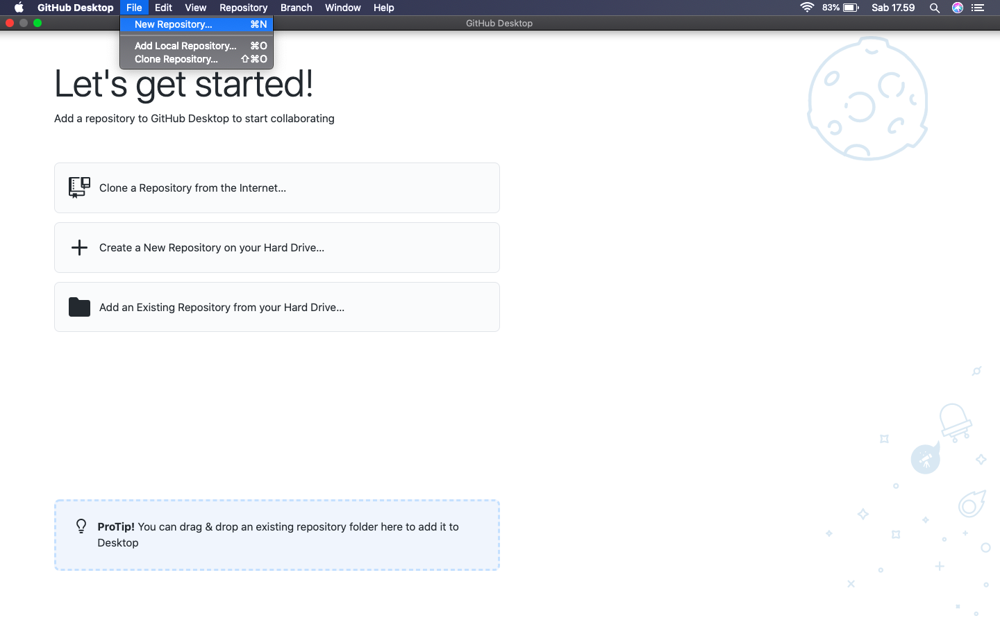 GitHub Desktop File Edit View Repository Branch Window Help 83% Sab 17.59
GitHub Desktop
New Repository... ⌘N
Add Local Repository... ⌘O
Clone Repository... ⇧⌘O
Let's get started!
Add a repository to GitHub Desktop to start collaborating
Clone a Repository from the Internet...
Create a New Repository on your Hard Drive...
Add an Existing Repository from your Hard Drive...
ProTip! You can drag & drop an existing repository folder here to add it to
Desktop